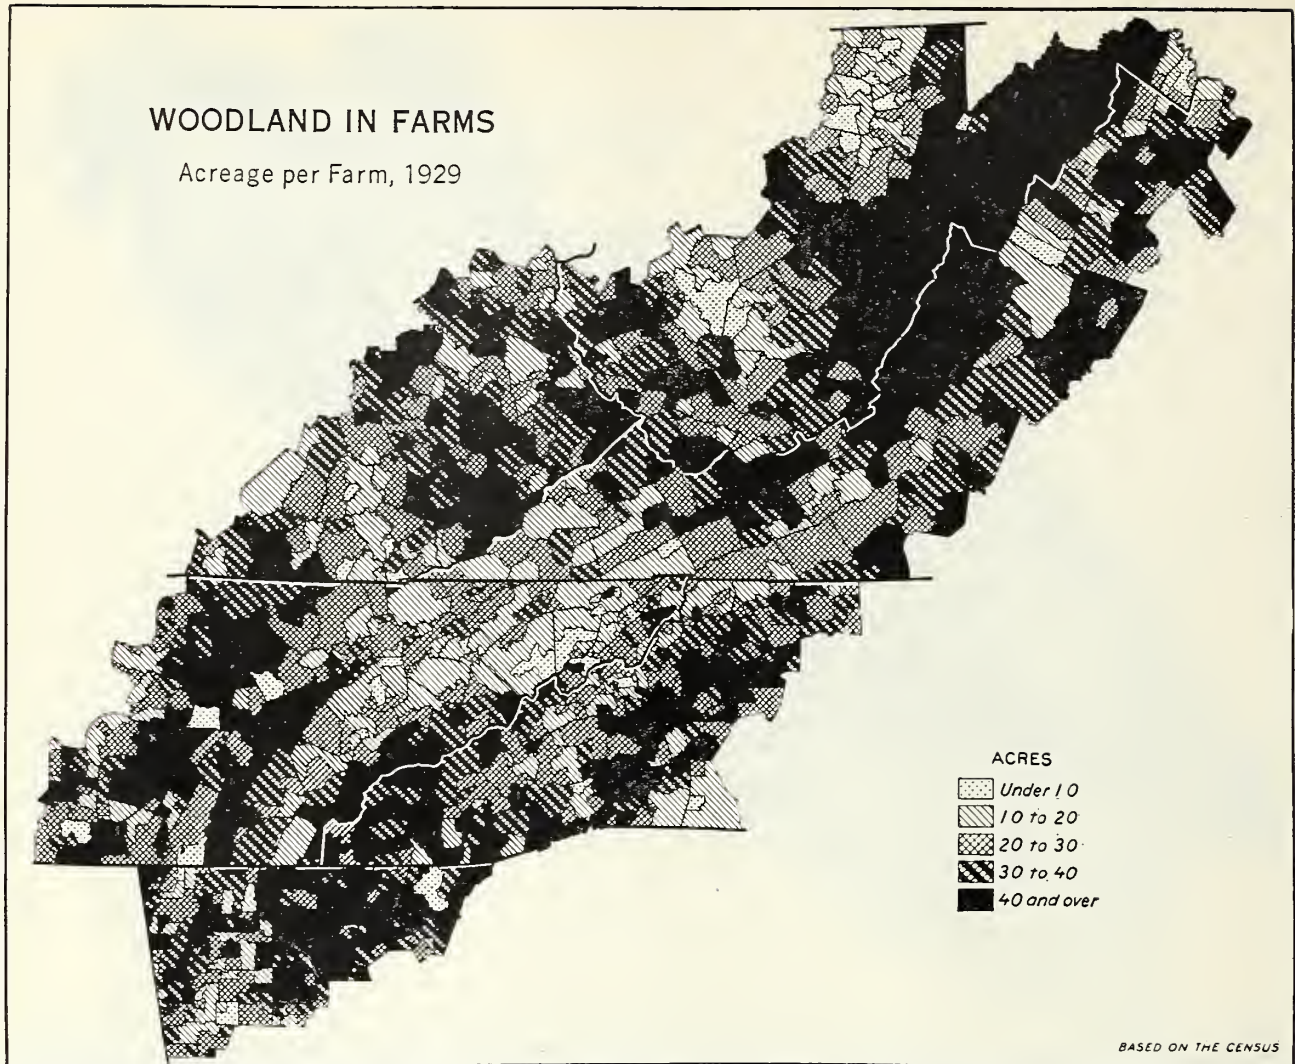 WOODLAND IN FARMS
Acreage per Farm, 1929
ACRES
Under 10
10 to 20
20 to 30
30 to 40
40 and over
BASED ON THE CENSUS